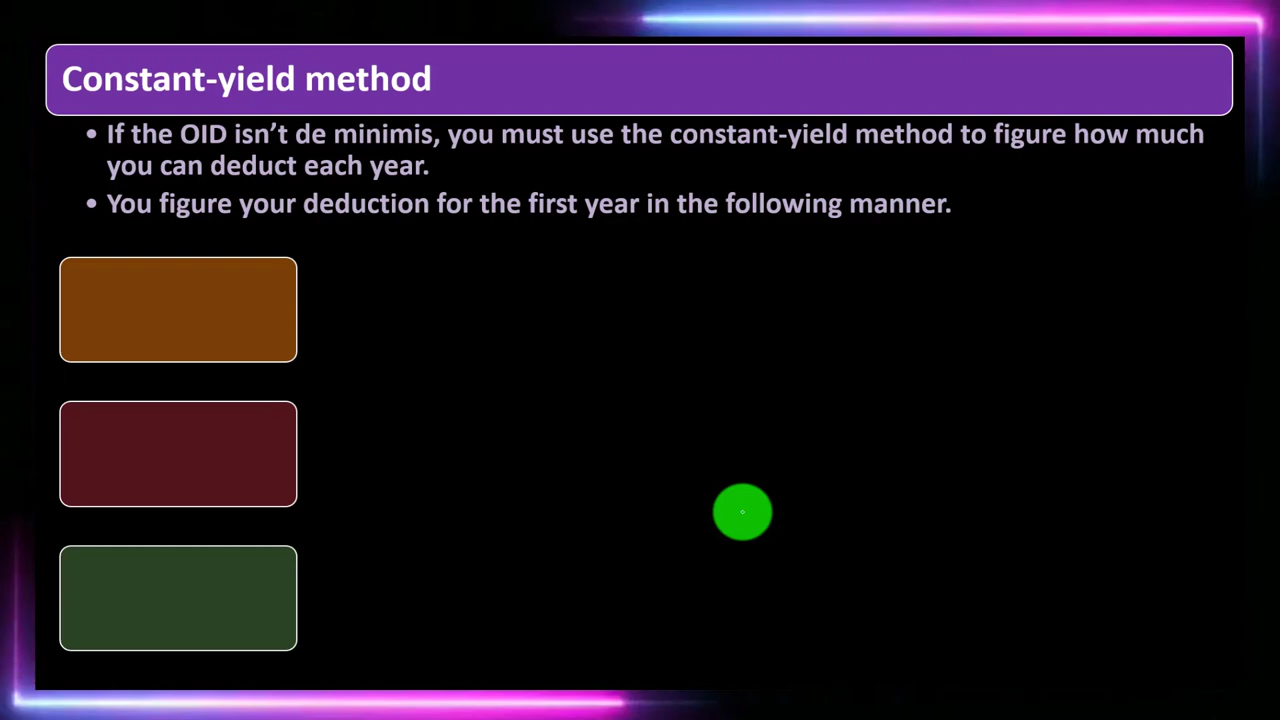 Constant-yield method
• If the OID isn't de minimis, you must use the constant-yield method to figure how much
you can deduct each year.
• You figure your deduction for the first year in the following manner.